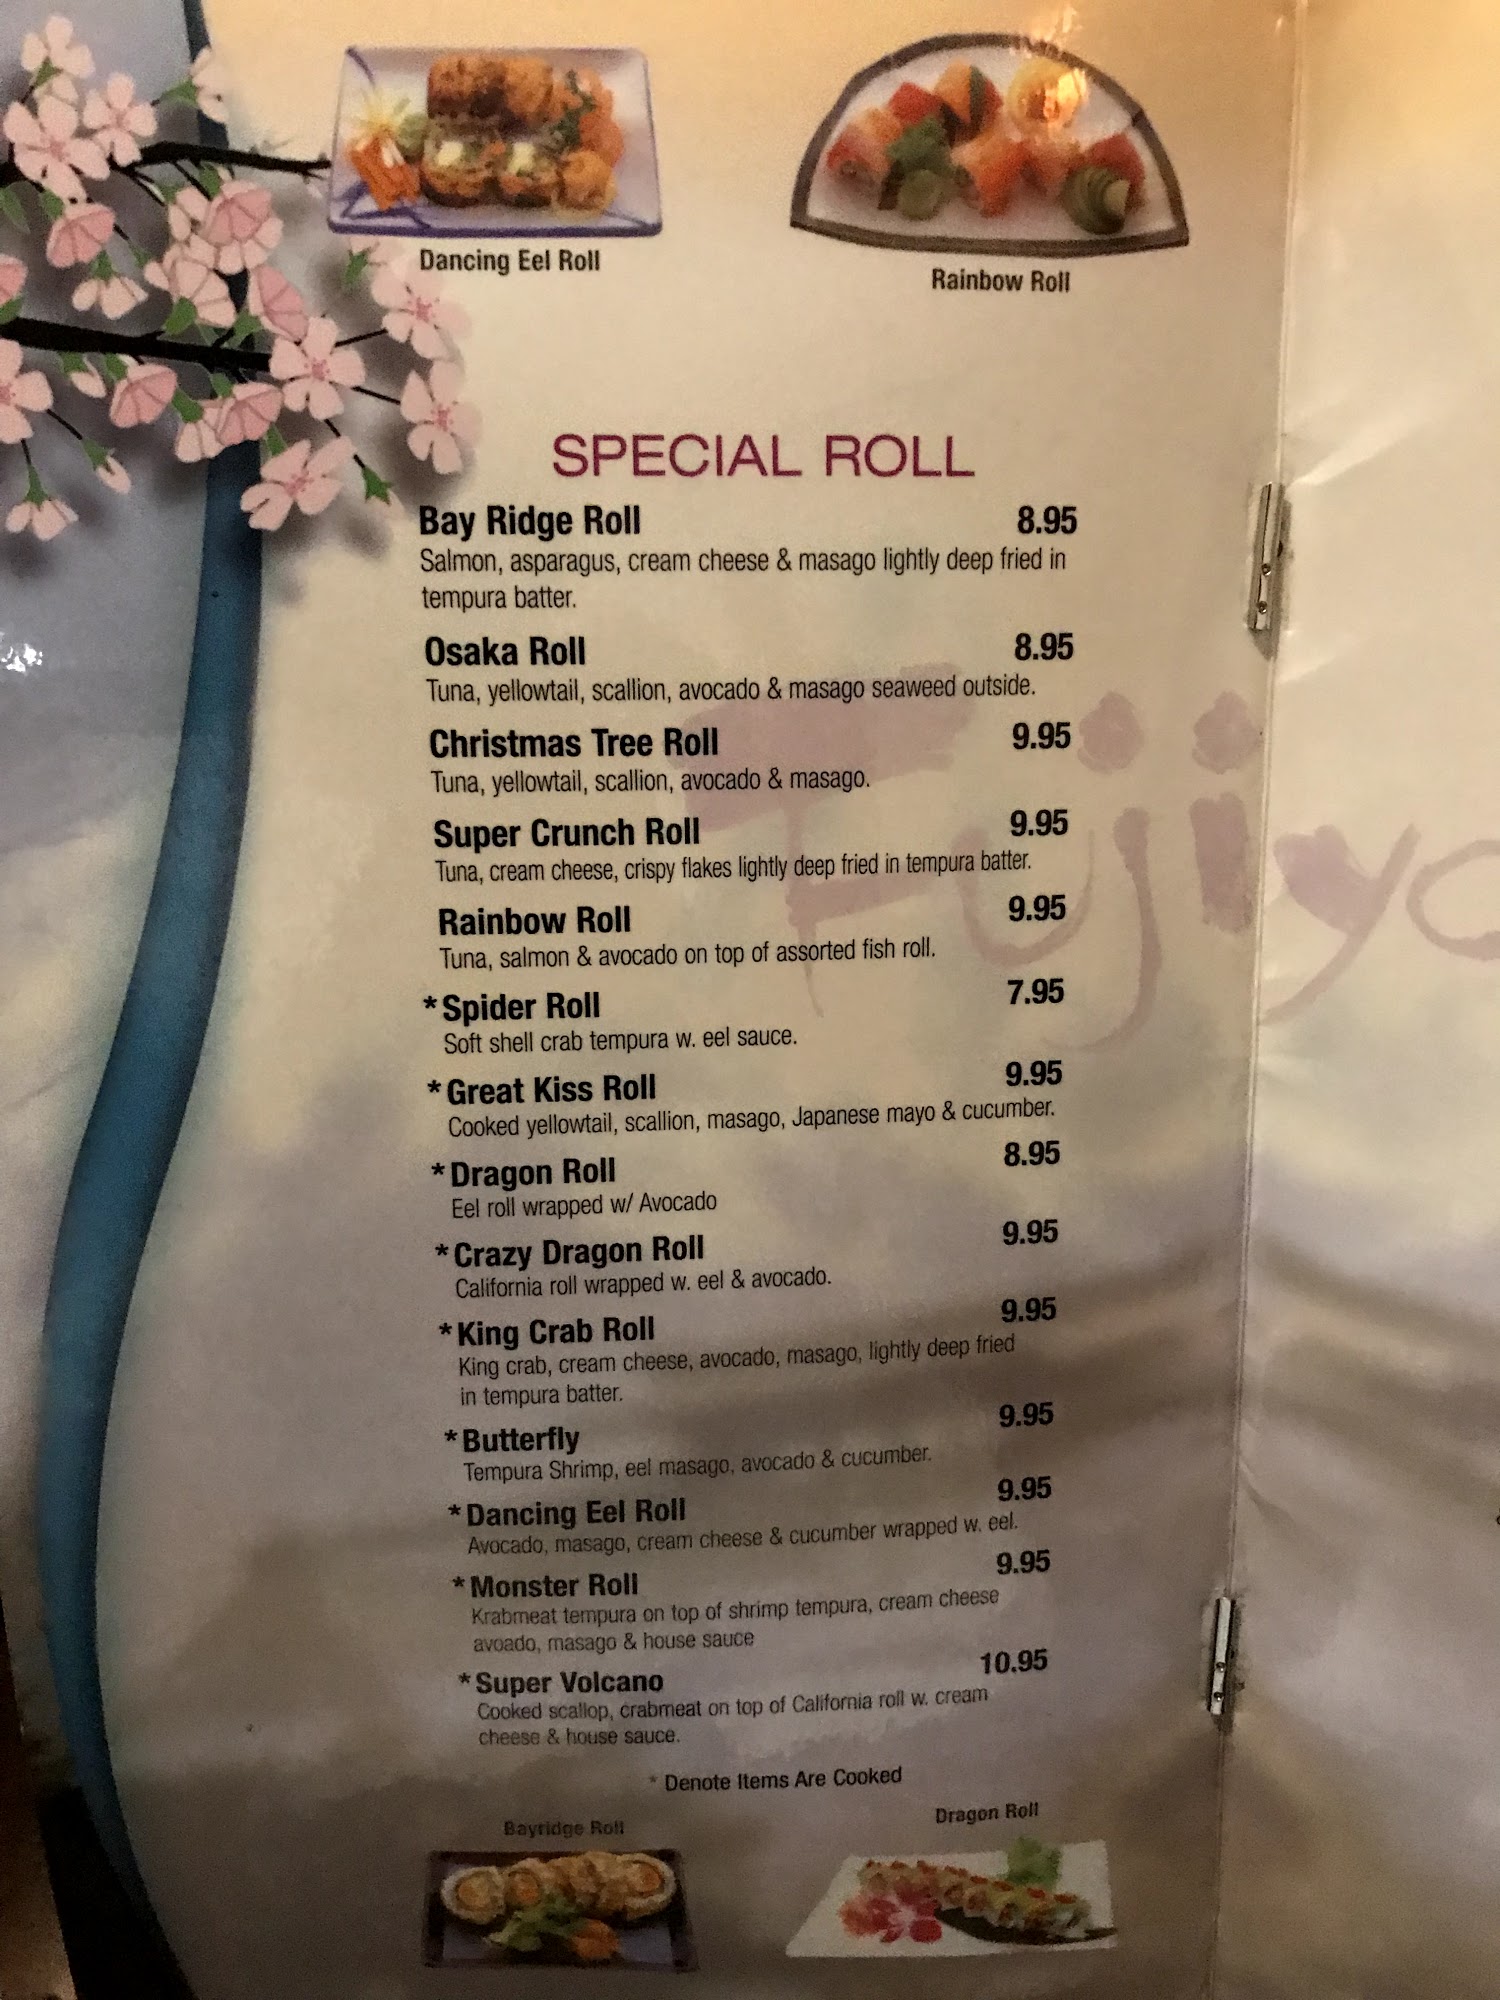 Dancing Eel Roll
Rainbow Roll
SPECIAL ROLL
Bay Ridge Roll 8.95
Salmon, asparagus, cream cheese & masago lightly deep fried in
tempura batter.
Osaka Roll 8.95
Tuna, yellowtail, scallion, avocado & masago seaweed outside.
Christmas Tree Roll 9.95
Tuna, yellowtail, scallion, avocado & masago.
Super Crunch Roll 9.95
Tuna, cream cheese, crispy flakes lightly deep fried in tempura batter.
Rainbow Roll 9.95
Tuna, salmon & avocado on top of assorted fish roll.
*Spider Roll 7.95
Soft shell crab tempura w. eel sauce.
*Great Kiss Roll 9.95
Cooked yellowtail, scallion, masago, Japanese mayo & cucumber.
*Dragon Roll 8.95
Eel roll wrapped w/ Avocado
*Crazy Dragon Roll 9.95
California roll wrapped w. eel & avocado.
*King Crab Roll 9.95
King crab, cream cheese, avocado, masago, lightly deep fried
in tempura batter.
*Butterfly 9.95
Tempura Shrimp, eel masago, avocado & cucumber.
*Dancing Eel Roll 9.95
Avocado, masago, cream cheese & cucumber wrapped w. eel.
*Monster Roll 9.95
Krabmeat tempura on top of shrimp tempura, cream cheese
avoado, masago & house sauce
*Super Volcano 10.95
Cooked scallop, crabmeat on top of California roll w. cream
cheese & house sauce.
* Denote Items Are Cooked
Bayridge Roll
Dragon Roll